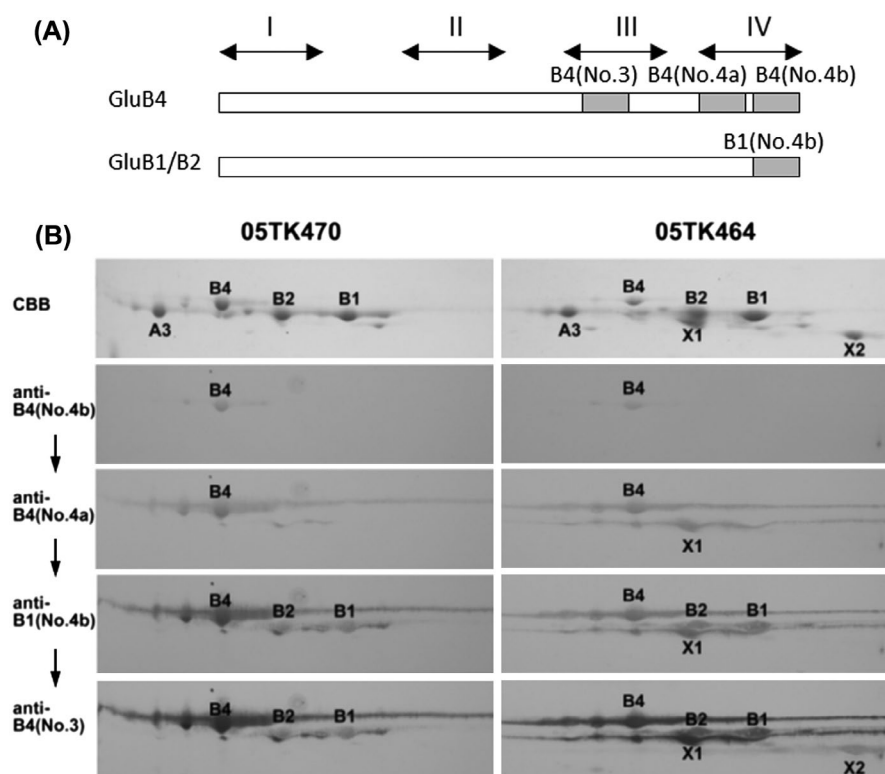 (A)
I II III IV
B4(No.3) B4(No.4a) B4(No.4b)
GluB4
B1(No.4b)
GluB1/B2
(B)
05TK470 05TK464
CBB
B4 B2 B1 A3
B4 B2 B1 A3 X1 X2
anti-
B4(No.4b)
B4
B4
anti-
B4(No.4a)
B4
B4 X1
anti-
B1(No.4b)
B4 B2 B1
B4 B2 B1 X1
anti-
B4(No.3)
B4 B2 B1
B4 B2 B1 X1 X2